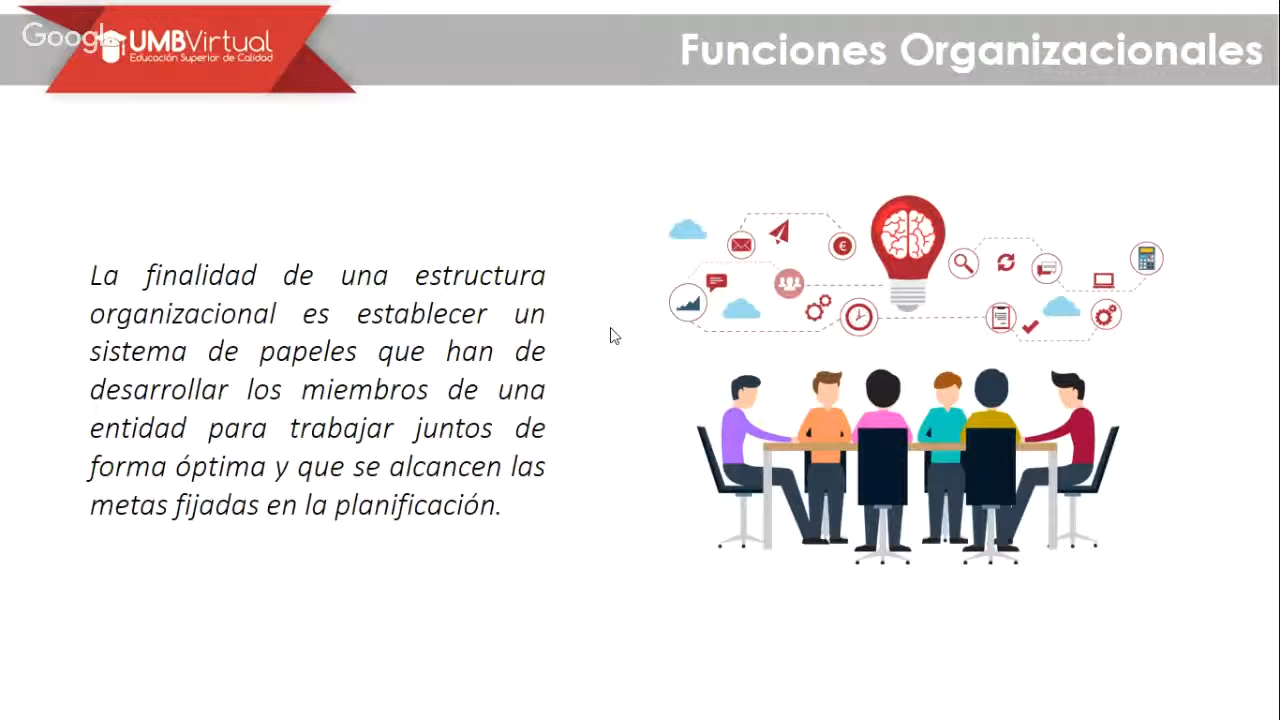 Google
UMBVirtual
Educación Superior de Calidad
Funciones Organizacionales
La finalidad de una estructura
organizacional es establecer un
sistema de papeles que han de
desarrollar los miembros de una
entidad para trabajar juntos de
forma óptima y que se alcancen las
metas fijadas en la planificación.